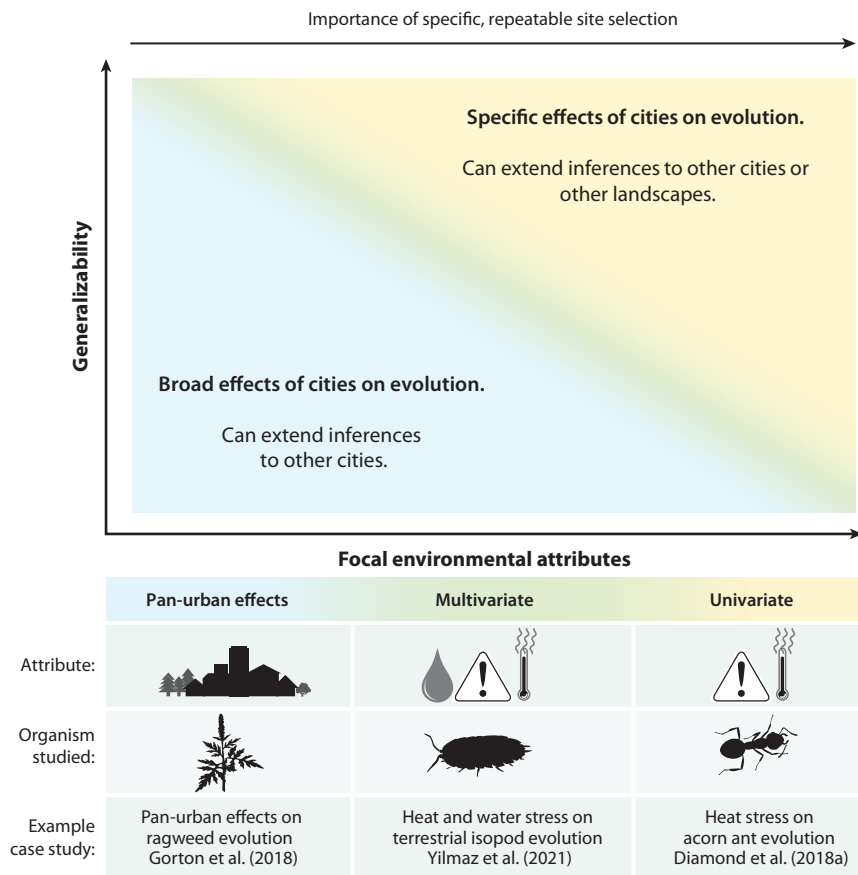 Importance of specific, repeatable site selection
Generalizability
Specific effects of cities on evolution.
Can extend inferences to other cities or
other landscapes.
Broad effects of cities on evolution.
Can extend inferences
to other cities.
Focal environmental attributes
Pan-urban effects
Multivariate
Univariate
Attribute:
!
!
Organism
studied:
Example
case study:
Pan-urban effects on
ragweed evolution
Gorton et al. (2018)
Heat and water stress on
terrestrial isopod evolution
Yilmaz et al. (2021)
Heat stress on
acorn ant evolution
Diamond et al. (2018a)